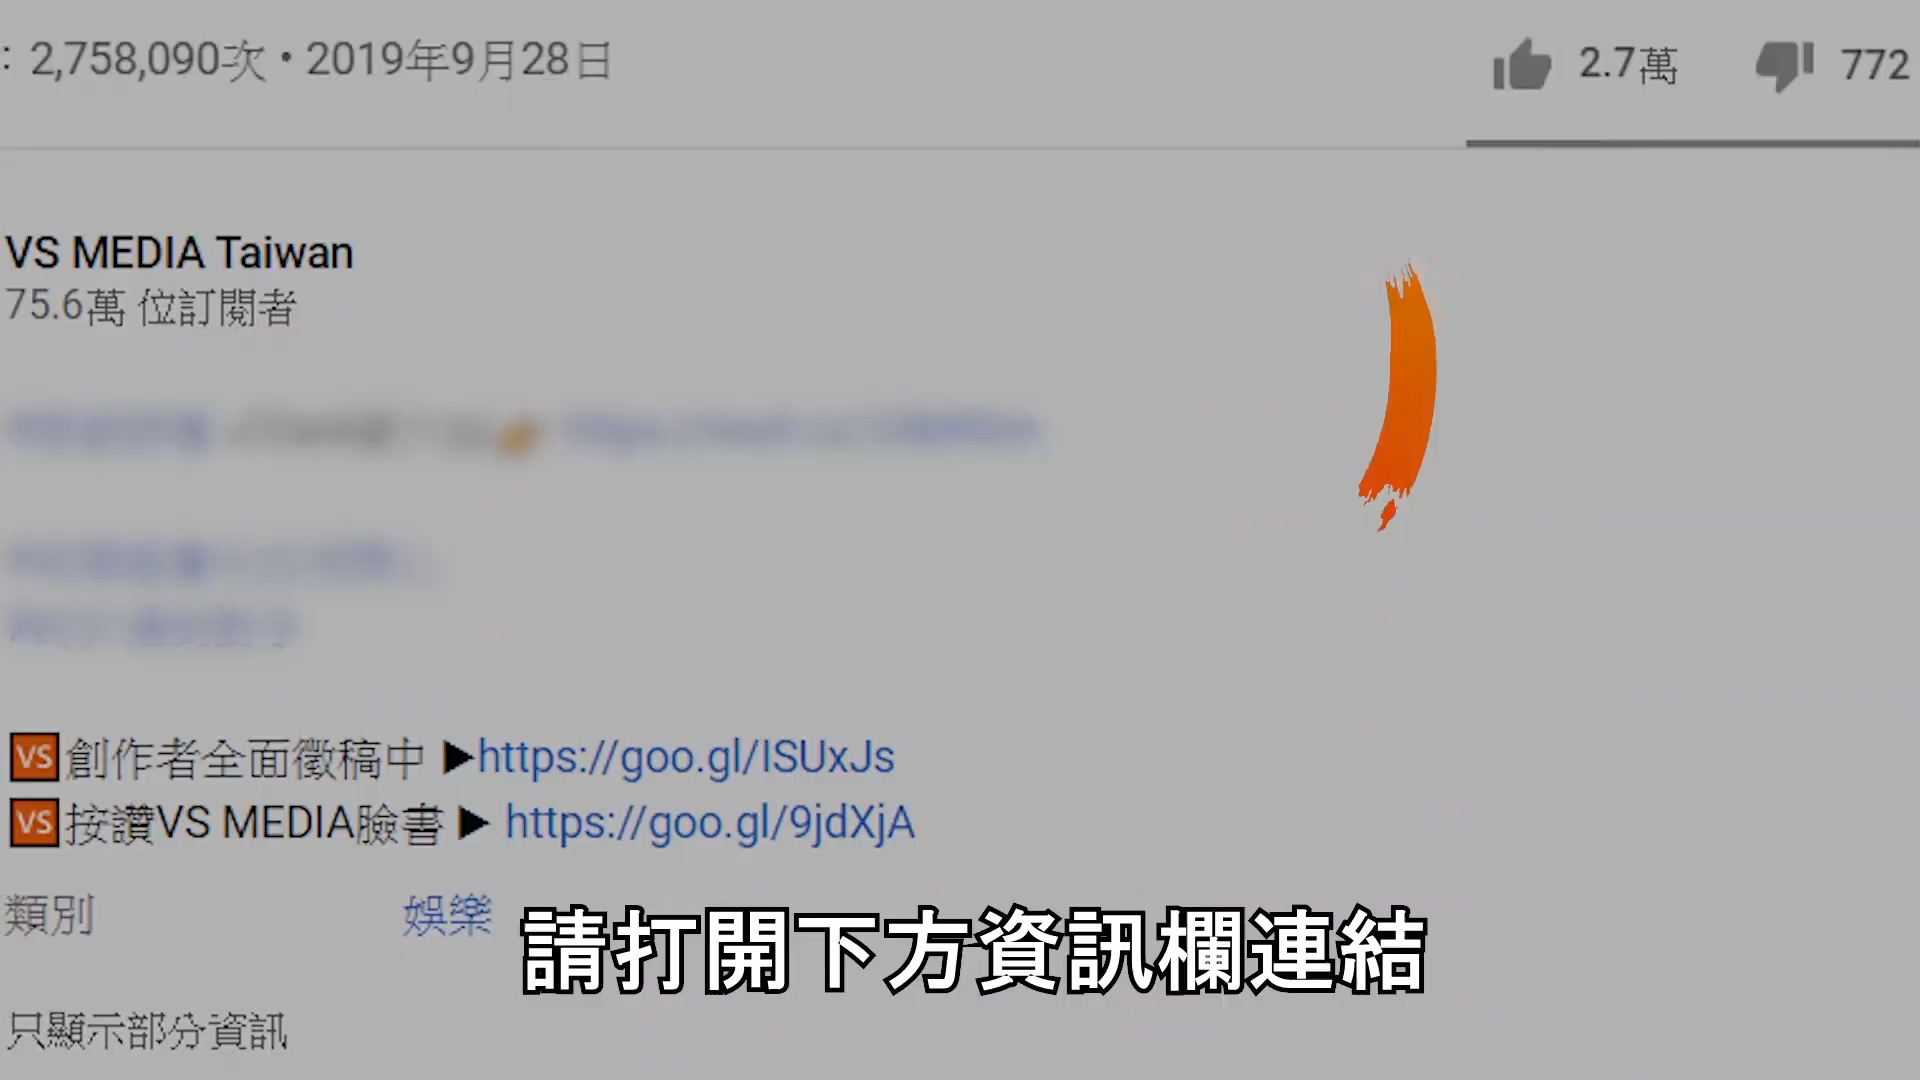 ：2,758,090次 • 2019年9月28日
2.7萬
772
VS MEDIA Taiwan
75.6萬 位訂閱者
VS創作者全面徵稿中 ▶https://goo.gl/ISUxJs
VS按讚VS MEDIA臉書 ▶ https://goo.gl/9jdXjA
類別 娛樂
請打開下方資訊欄連結
只顯示部分資訊